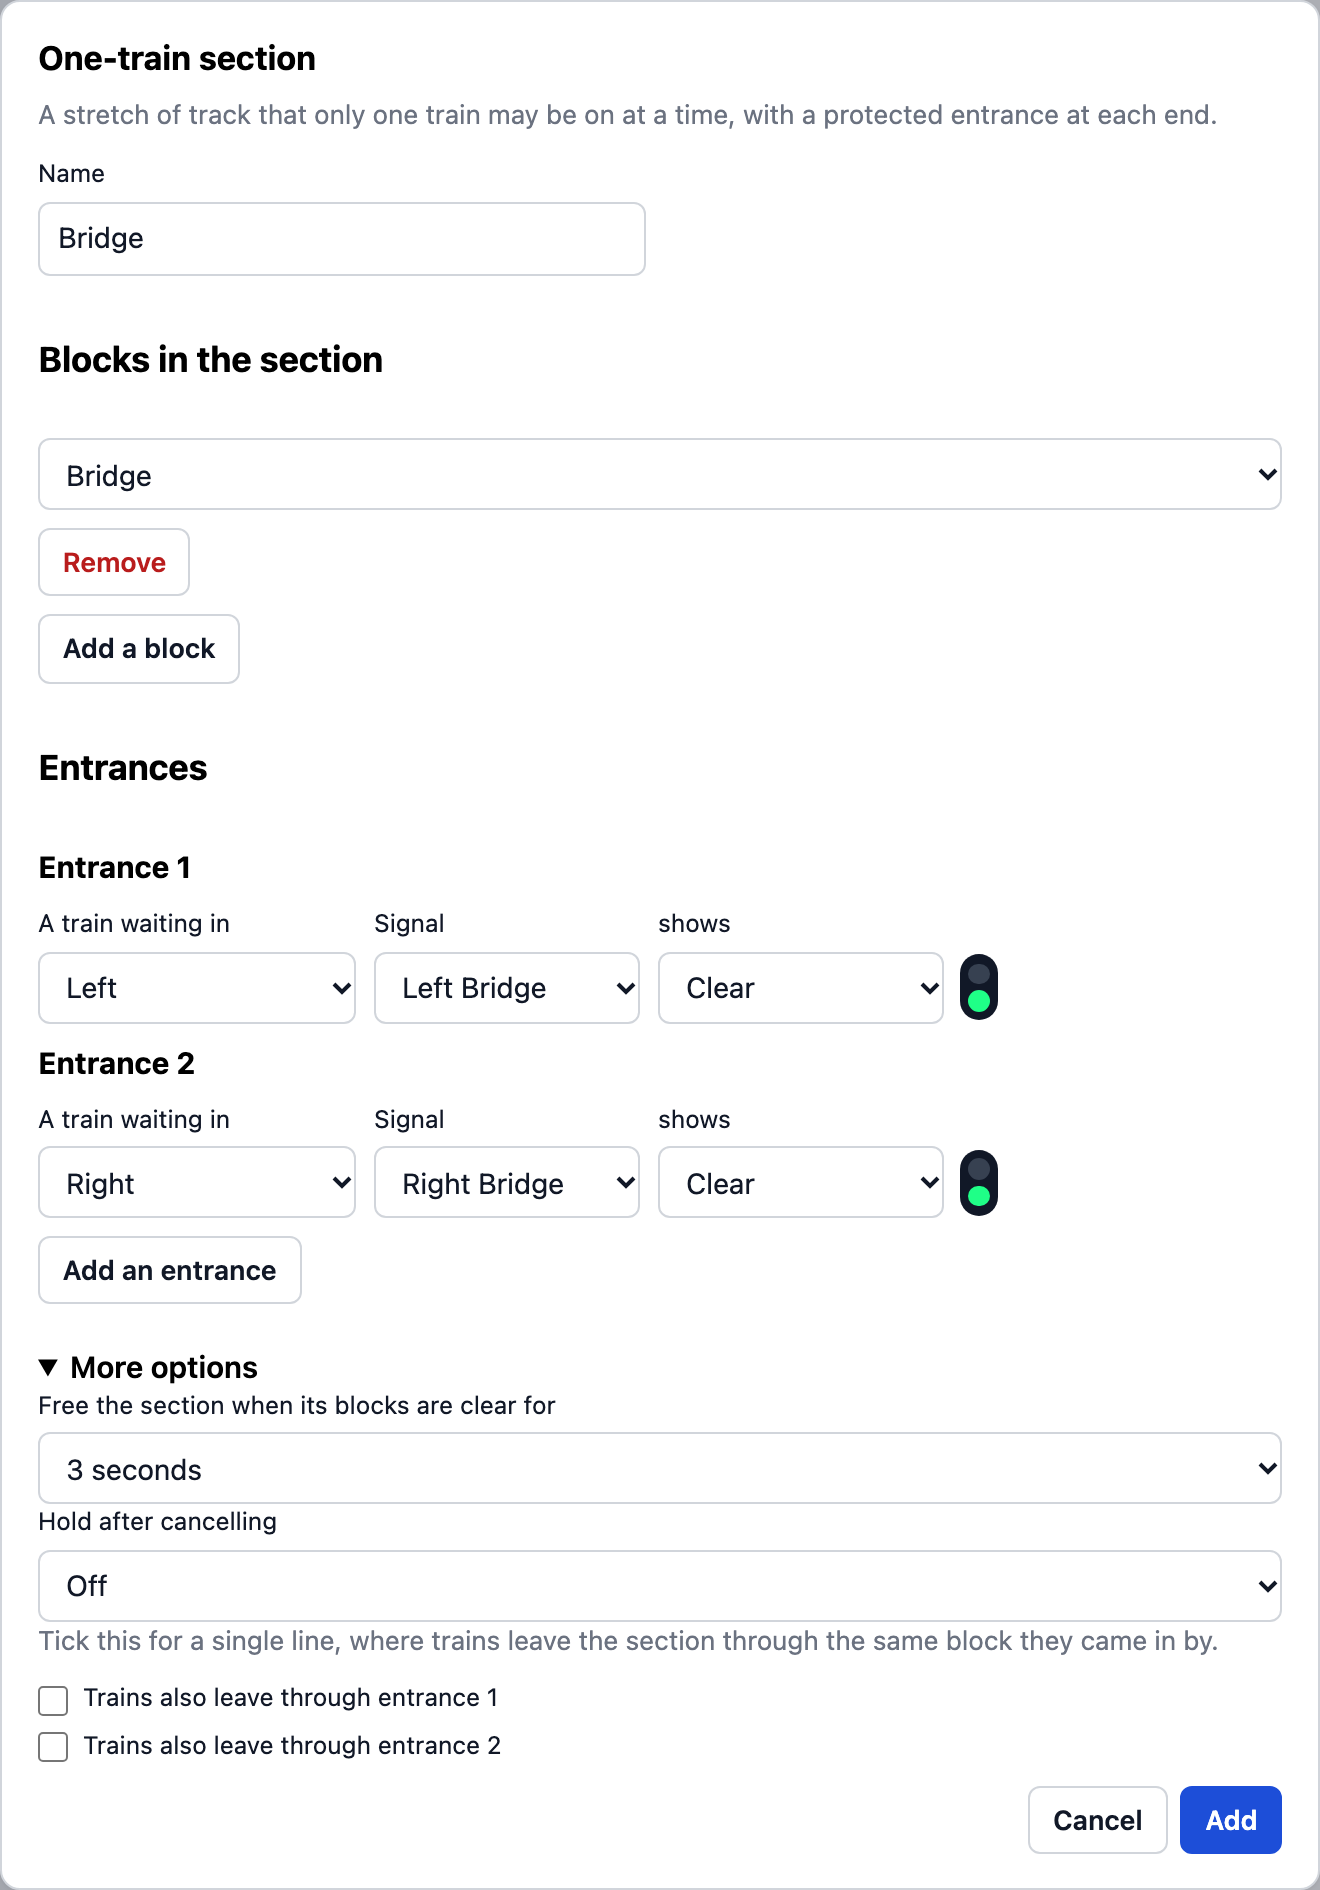 One-train section
A stretch of track that only one train may be on at a time, with a protected entrance at each end.
Name
Bridge
Blocks in the section
Bridge
Remove
Add a block
Entrances
Entrance 1
A train waiting in Signal shows
Left Left Bridge Clear
Entrance 2
A train waiting in Signal shows
Right Right Bridge Clear
Add an entrance
▼ More options
Free the section when its blocks are clear for
3 seconds
Hold after cancelling
Off
Tick this for a single line, where trains leave the section through the same block they came in by.
Trains also leave through entrance 1
Trains also leave through entrance 2
Cancel Add